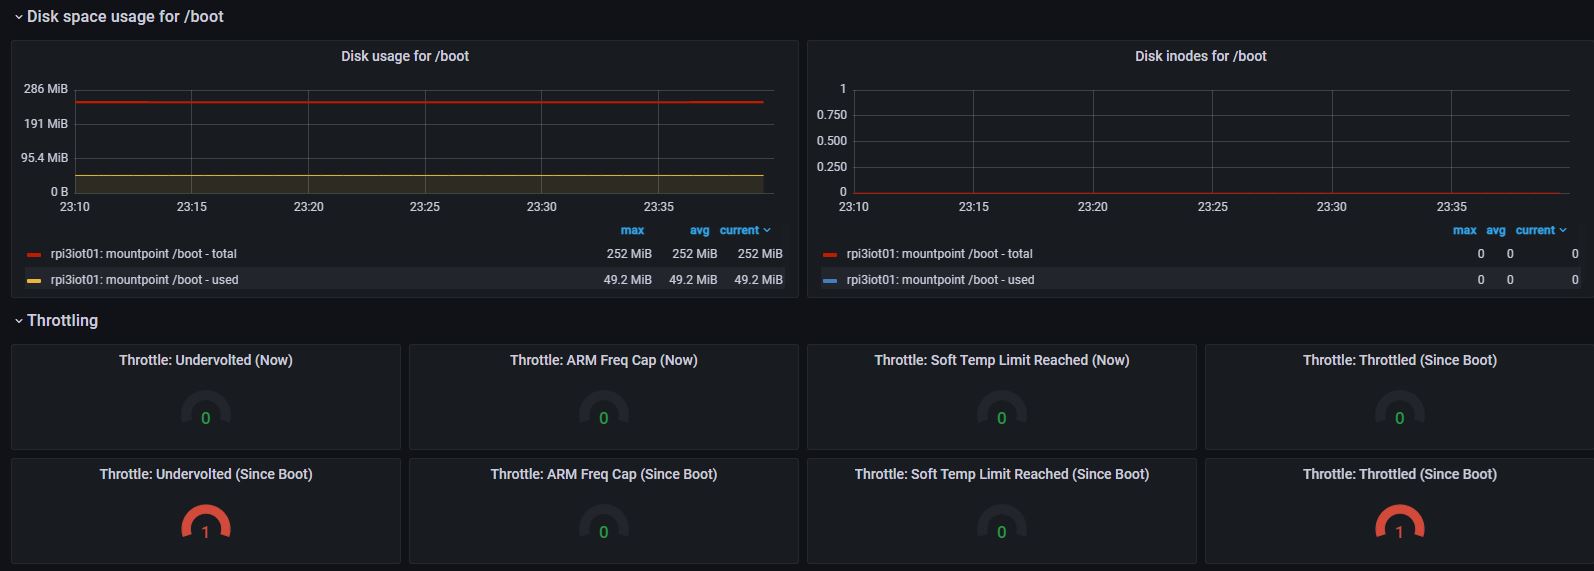 Disk space usage for /boot
Disk usage for /boot
286 MiB
191 MiB
95.4 MiB
0 B
23:10 23:15 23:20 23:25 23:30 23:35
max avg current
rpi3iot01: mountpoint /boot - total 252 MiB 252 MiB 252 MiB
rpi3iot01: mountpoint /boot - used 49.2 MiB 49.2 MiB 49.2 MiB
Disk inodes for /boot
1
0.750
0.500
0.250
0
23:10 23:15 23:20 23:25 23:30 23:35
max avg current
rpi3iot01: mountpoint /boot - total 0 0 0
rpi3iot01: mountpoint /boot - used 0 0 0
Throttling
Throttle: Undervolted (Now)
0
Throttle: ARM Freq Cap (Now)
0
Throttle: Soft Temp Limit Reached (Now)
0
Throttle: Throttled (Since Boot)
0
Throttle: Undervolted (Since Boot)
1
Throttle: ARM Freq Cap (Since Boot)
0
Throttle: Soft Temp Limit Reached (Since Boot)
0
Throttle: Throttled (Since Boot)
1